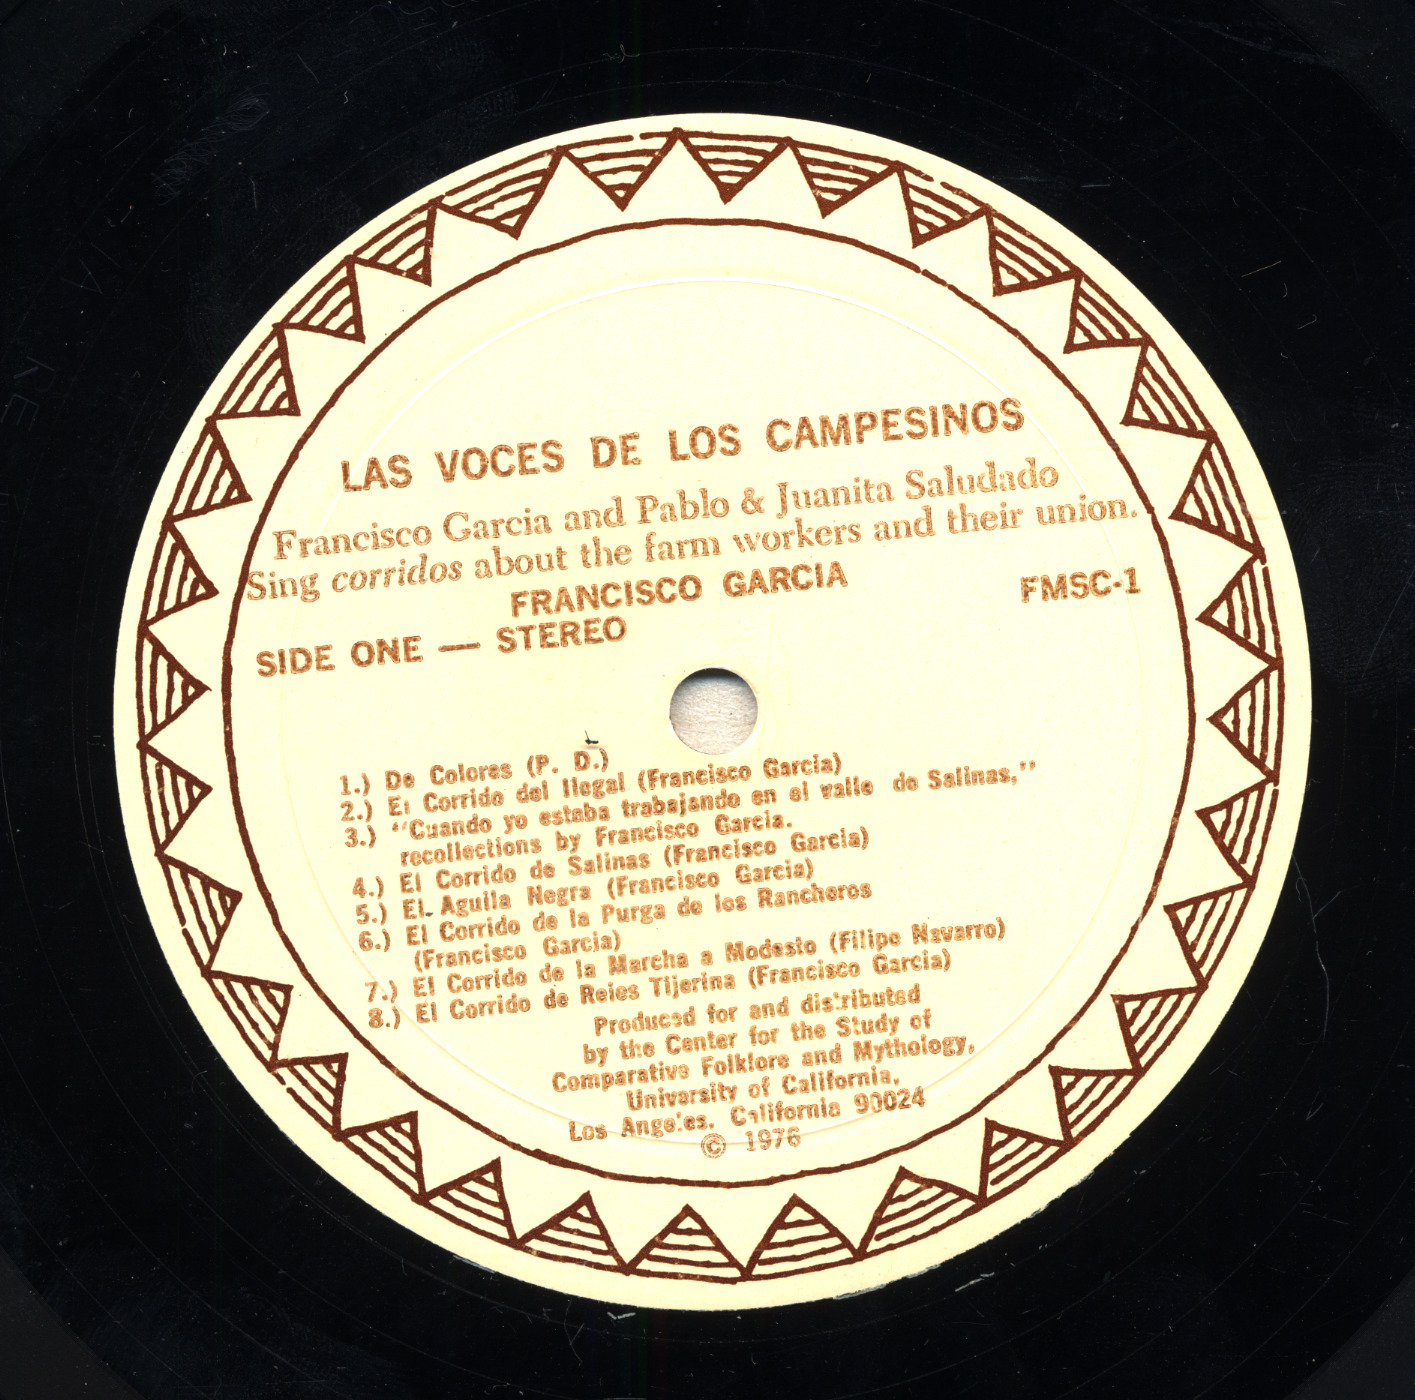 LAS VOCES DE LOS CAMPESINOS
Francisco Garcia and Pablo & Juanita Saludado
Sing corridos about the farm workers and their union.
FRANCISCO GARCIA
FMSC-1
SIDE ONE — STEREO
1.) De Colores (P. D.)
2.) El Corrido del Ilegal (Francisco Garcia)
3.) "Cuando yo estaba trabajando en el valle de Salinas,"
recollections by Francisco Garcia.
4.) El Corrido de Salinas (Francisco Garcia)
5.) El Aguila Negra (Francisco Garcia)
6.) El Corrido de la Purga de los Rancheros
(Francisco Garcia)
7.) El Corrido de la Marcha a Modesto (Filipe Navarro)
8.) El Corrido de Reies Tijerina (Francisco Garcia)
Produced for and distributed
by the Center for the Study of
Comparative Folklore and Mythology,
University of California,
Los Angeles, California 90024
© 1976